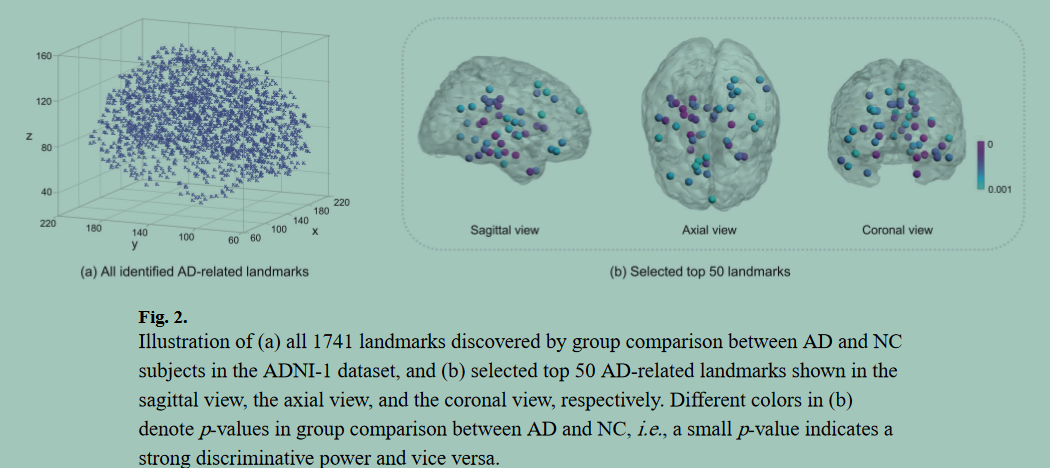 160
120
z
80
40
220
180
140
100
60
y
60
100
140
180
220
x
(a) All identified AD-related landmarks
Sagittal view
Axial view
Coronal view
0
0.001
(b) Selected top 50 landmarks
Fig. 2.
Illustration of (a) all 1741 landmarks discovered by group comparison between AD and NC
subjects in the ADNI-1 dataset, and (b) selected top 50 AD-related landmarks shown in the
sagittal view, the axial view, and the coronal view, respectively. Different colors in (b)
denote p-values in group comparison between AD and NC, i.e., a small p-value indicates a
strong discriminative power and vice versa.